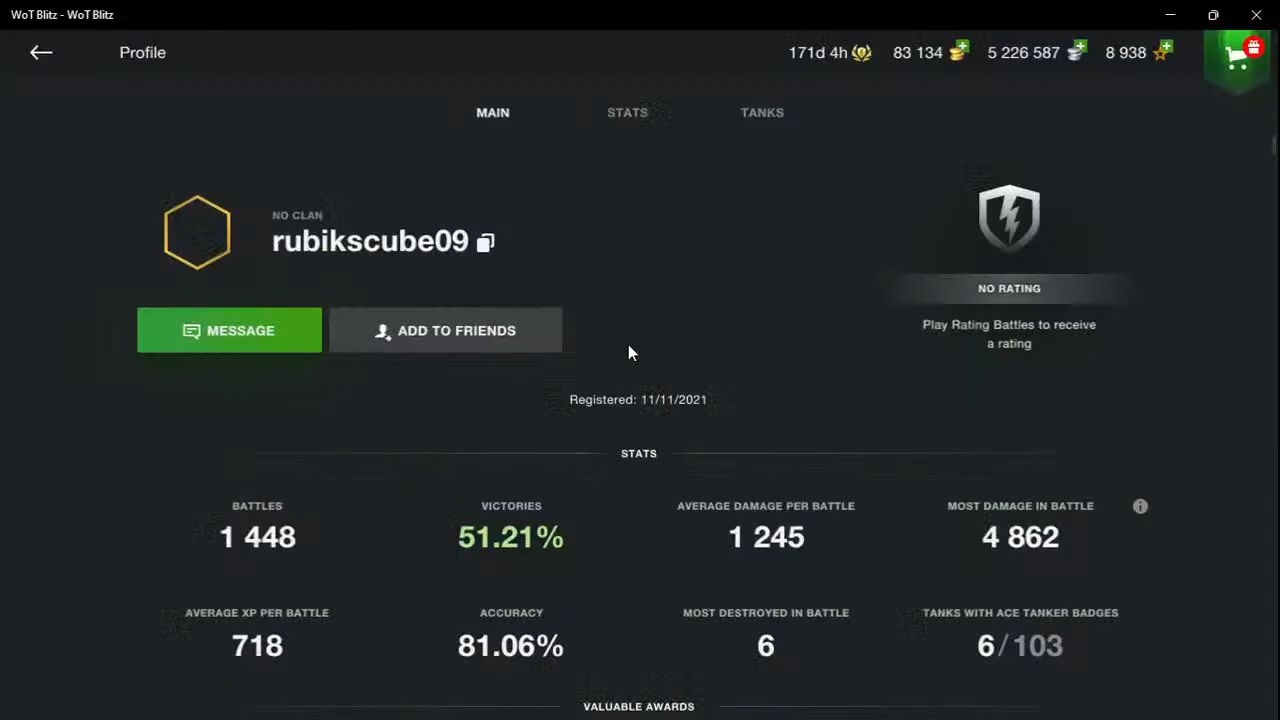 WoT Blitz - WoT Blitz
Profile
171d 4h 83 134 5 226 587 8 938
MAIN STATS TANKS
NO CLAN
rubikscube09
NO RATING
Play Rating Battles to receive
a rating
MESSAGE ADD TO FRIENDS
Registered: 11/11/2021
STATS
BATTLES VICTORIES AVERAGE DAMAGE PER BATTLE MOST DAMAGE IN BATTLE
1 448 51.21% 1 245 4 862
AVERAGE XP PER BATTLE ACCURACY MOST DESTROYED IN BATTLE TANKS WITH ACE TANKER BADGES
718 81.06% 6 6/103
VALUABLE AWARDS